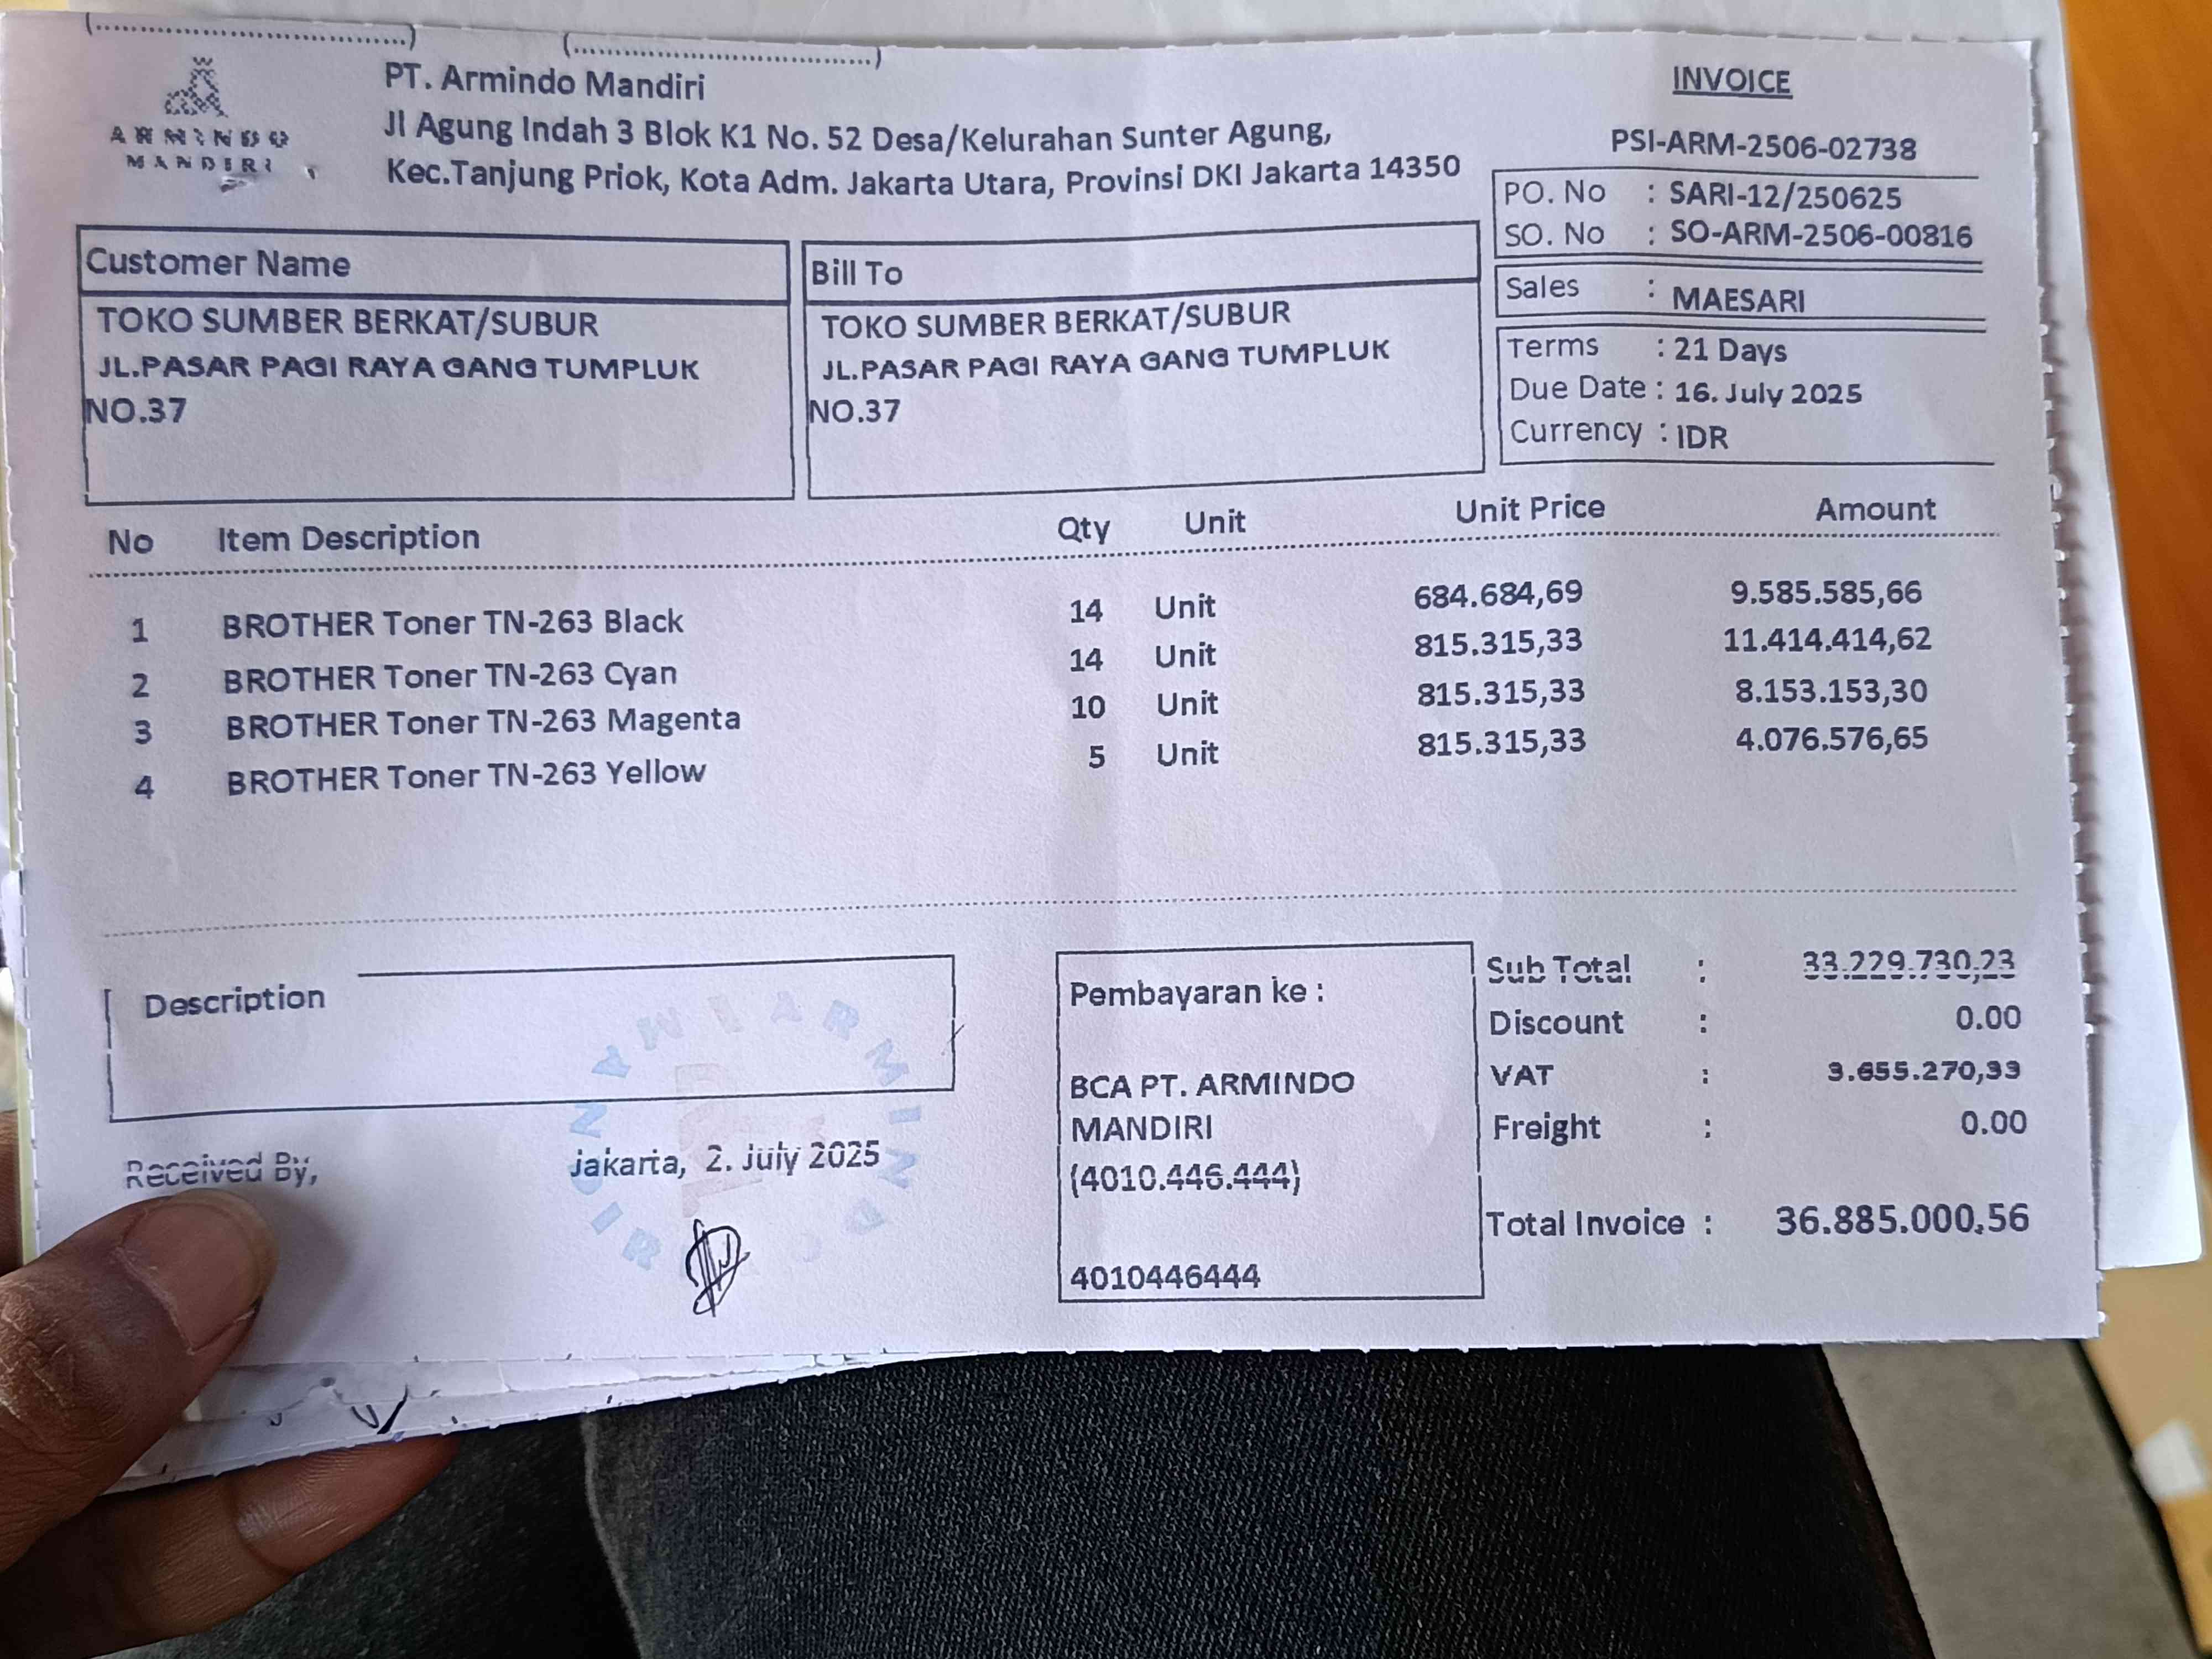 (..............................)
(..............................)
ARMINDO
MANDIRI
PT. Armindo Mandiri
Jl Agung Indah 3 Blok K1 No. 52 Desa/Kelurahan Sunter Agung,
Kec.Tanjung Priok, Kota Adm. Jakarta Utara, Provinsi DKI Jakarta 14350
INVOICE
PSI-ARM-2506-02738
PO. No : SARI-12/250625
SO. No : SO-ARM-2506-00816
Sales : MAESARI
Terms : 21 Days
Due Date : 16. July 2025
Currency : IDR
Customer Name
TOKO SUMBER BERKAT/SUBUR
JL.PASAR PAGI RAYA GANG TUMPLUK
NO.37
Bill To
TOKO SUMBER BERKAT/SUBUR
JL.PASAR PAGI RAYA GANG TUMPLUK
NO.37
No Item Description Qty Unit Unit Price Amount
1 BROTHER Toner TN-263 Black 14 Unit 684.684,69 9.585.585,66
2 BROTHER Toner TN-263 Cyan 14 Unit 815.315,33 11.414.414,62
3 BROTHER Toner TN-263 Magenta 10 Unit 815.315,33 8.153.153,30
4 BROTHER Toner TN-263 Yellow 5 Unit 815.315,33 4.076.576,65
Description
Received By,
Jakarta, 2. July 2025
Pembayaran ke :
BCA PT. ARMINDO
MANDIRI
(4010.446.444)
4010446444
Sub Total : 33.229.730,23
Discount : 0.00
VAT : 3.655.270,33
Freight : 0.00
Total Invoice : 36.885.000,56